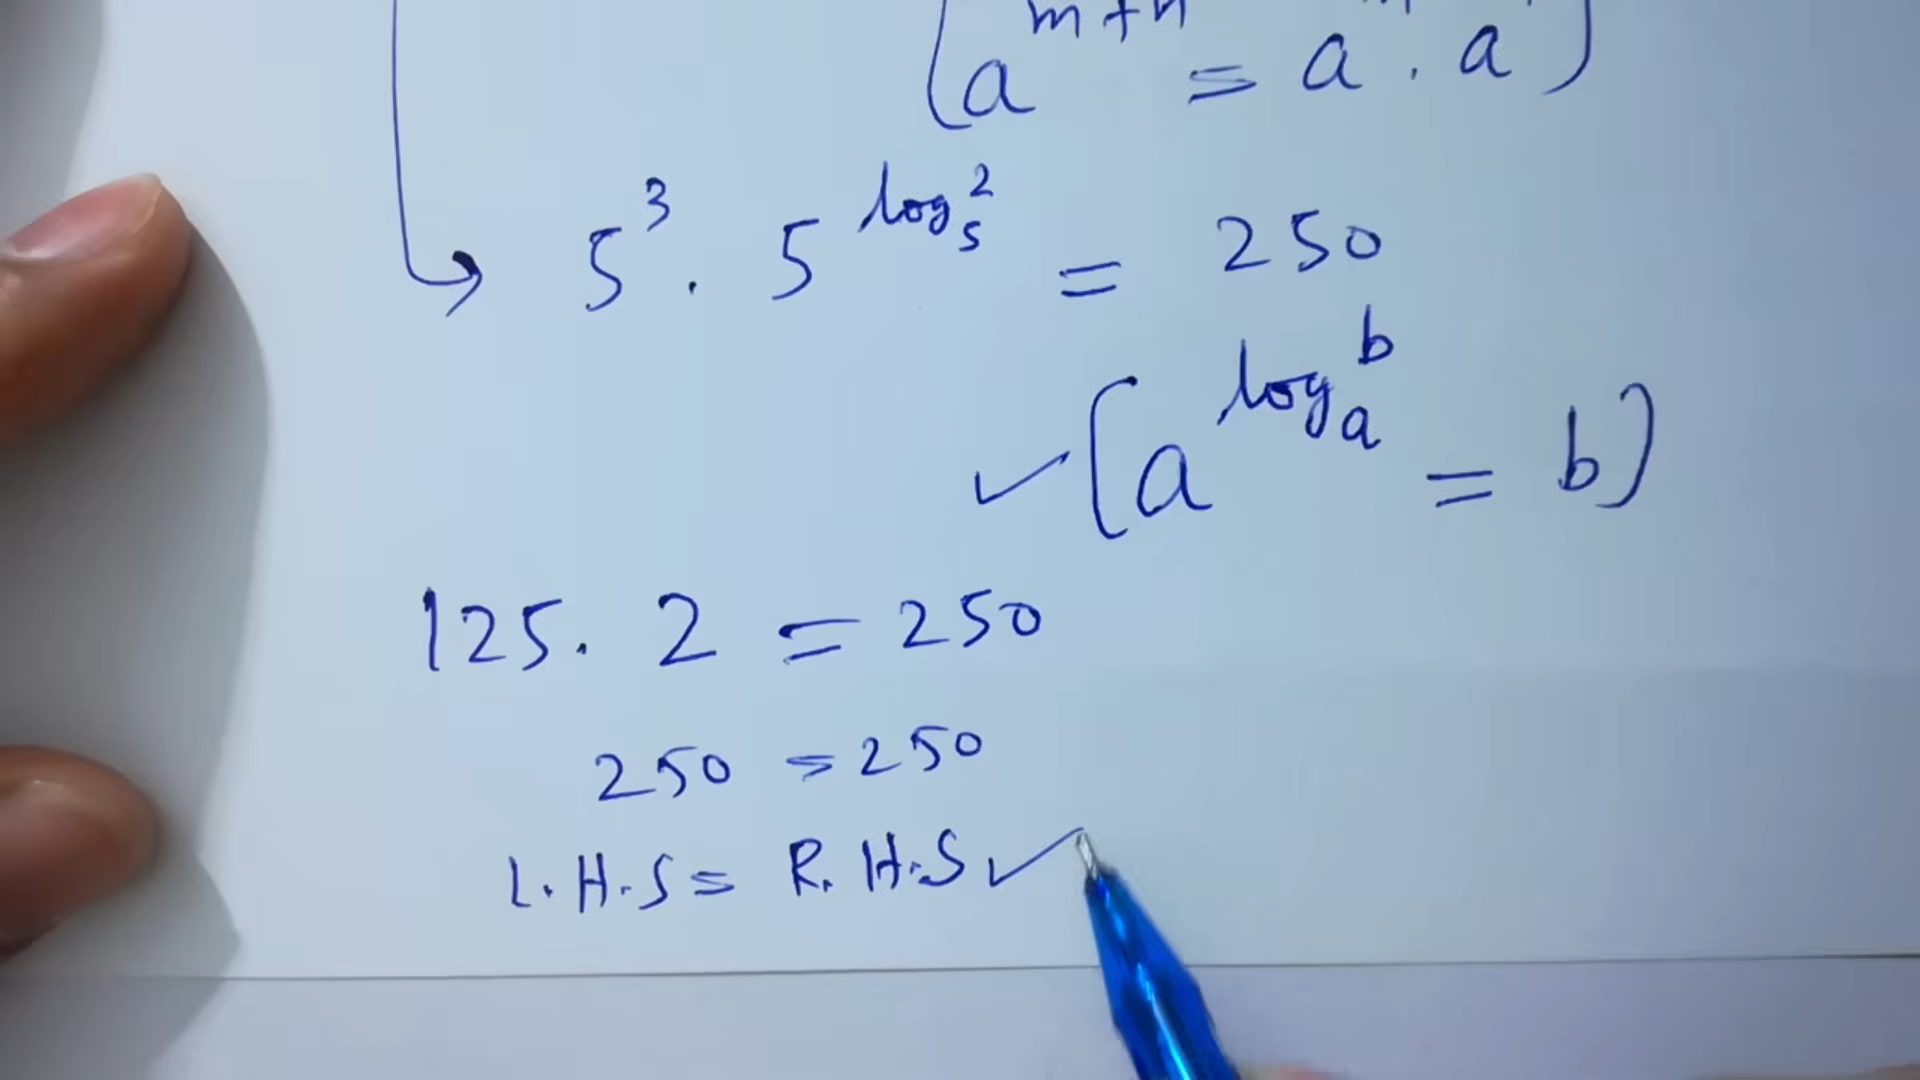 [a^{m+n} = a^m . a^n]
5^3 . 5^{log_5^2} = 250
✓ [a^{log_a^b} = b]
125 . 2 = 250
250 = 250
L.H.S = R.H.S ✓